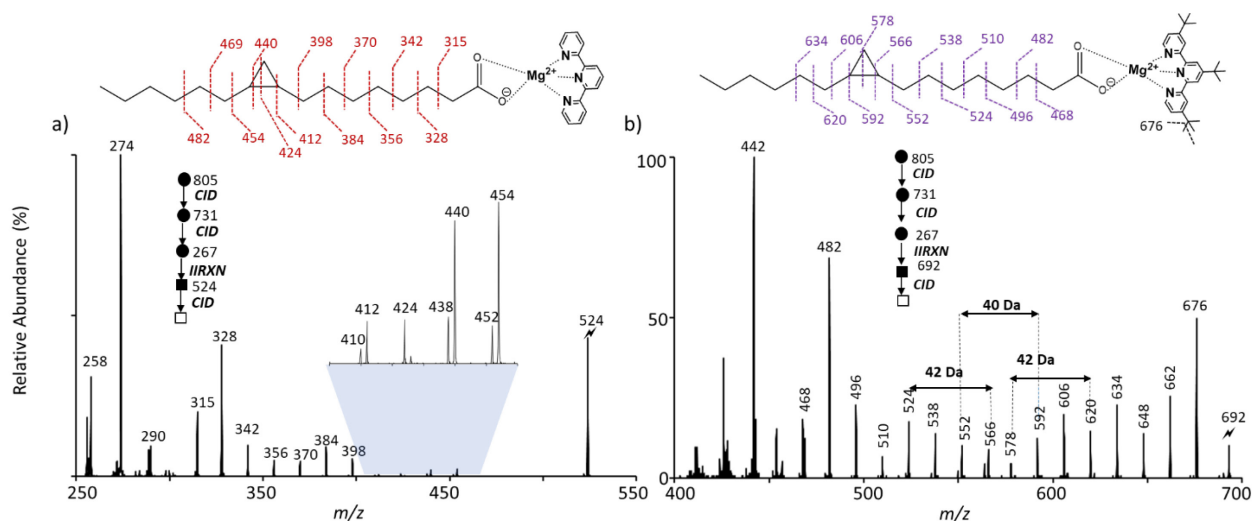 469 440 398 370 342 315
O
O⊖
Mg2+
N
N
N
482 454 424 412 384 356 328
578
634 606 566 538 510 482
O
O⊖
Mg2+
N
N
N
620 592 552 524 496 468
676
a)
274
805
CID
731
CID
267
IIRXN
524
CID
454
440
412 424 438 452
410
524
328
258
315
290
342
356 370 384 398
Relative Abundance (%)
250 350 450 550
m/z
b)
100
50
0
442
805
CID
731
CID
267
IIRXN
692
CID
482
40 Da
676
42 Da 42 Da
468 496 510 524 538 552 566 578 592 606 620 634 648 662 692
400 500 600 700
m/z